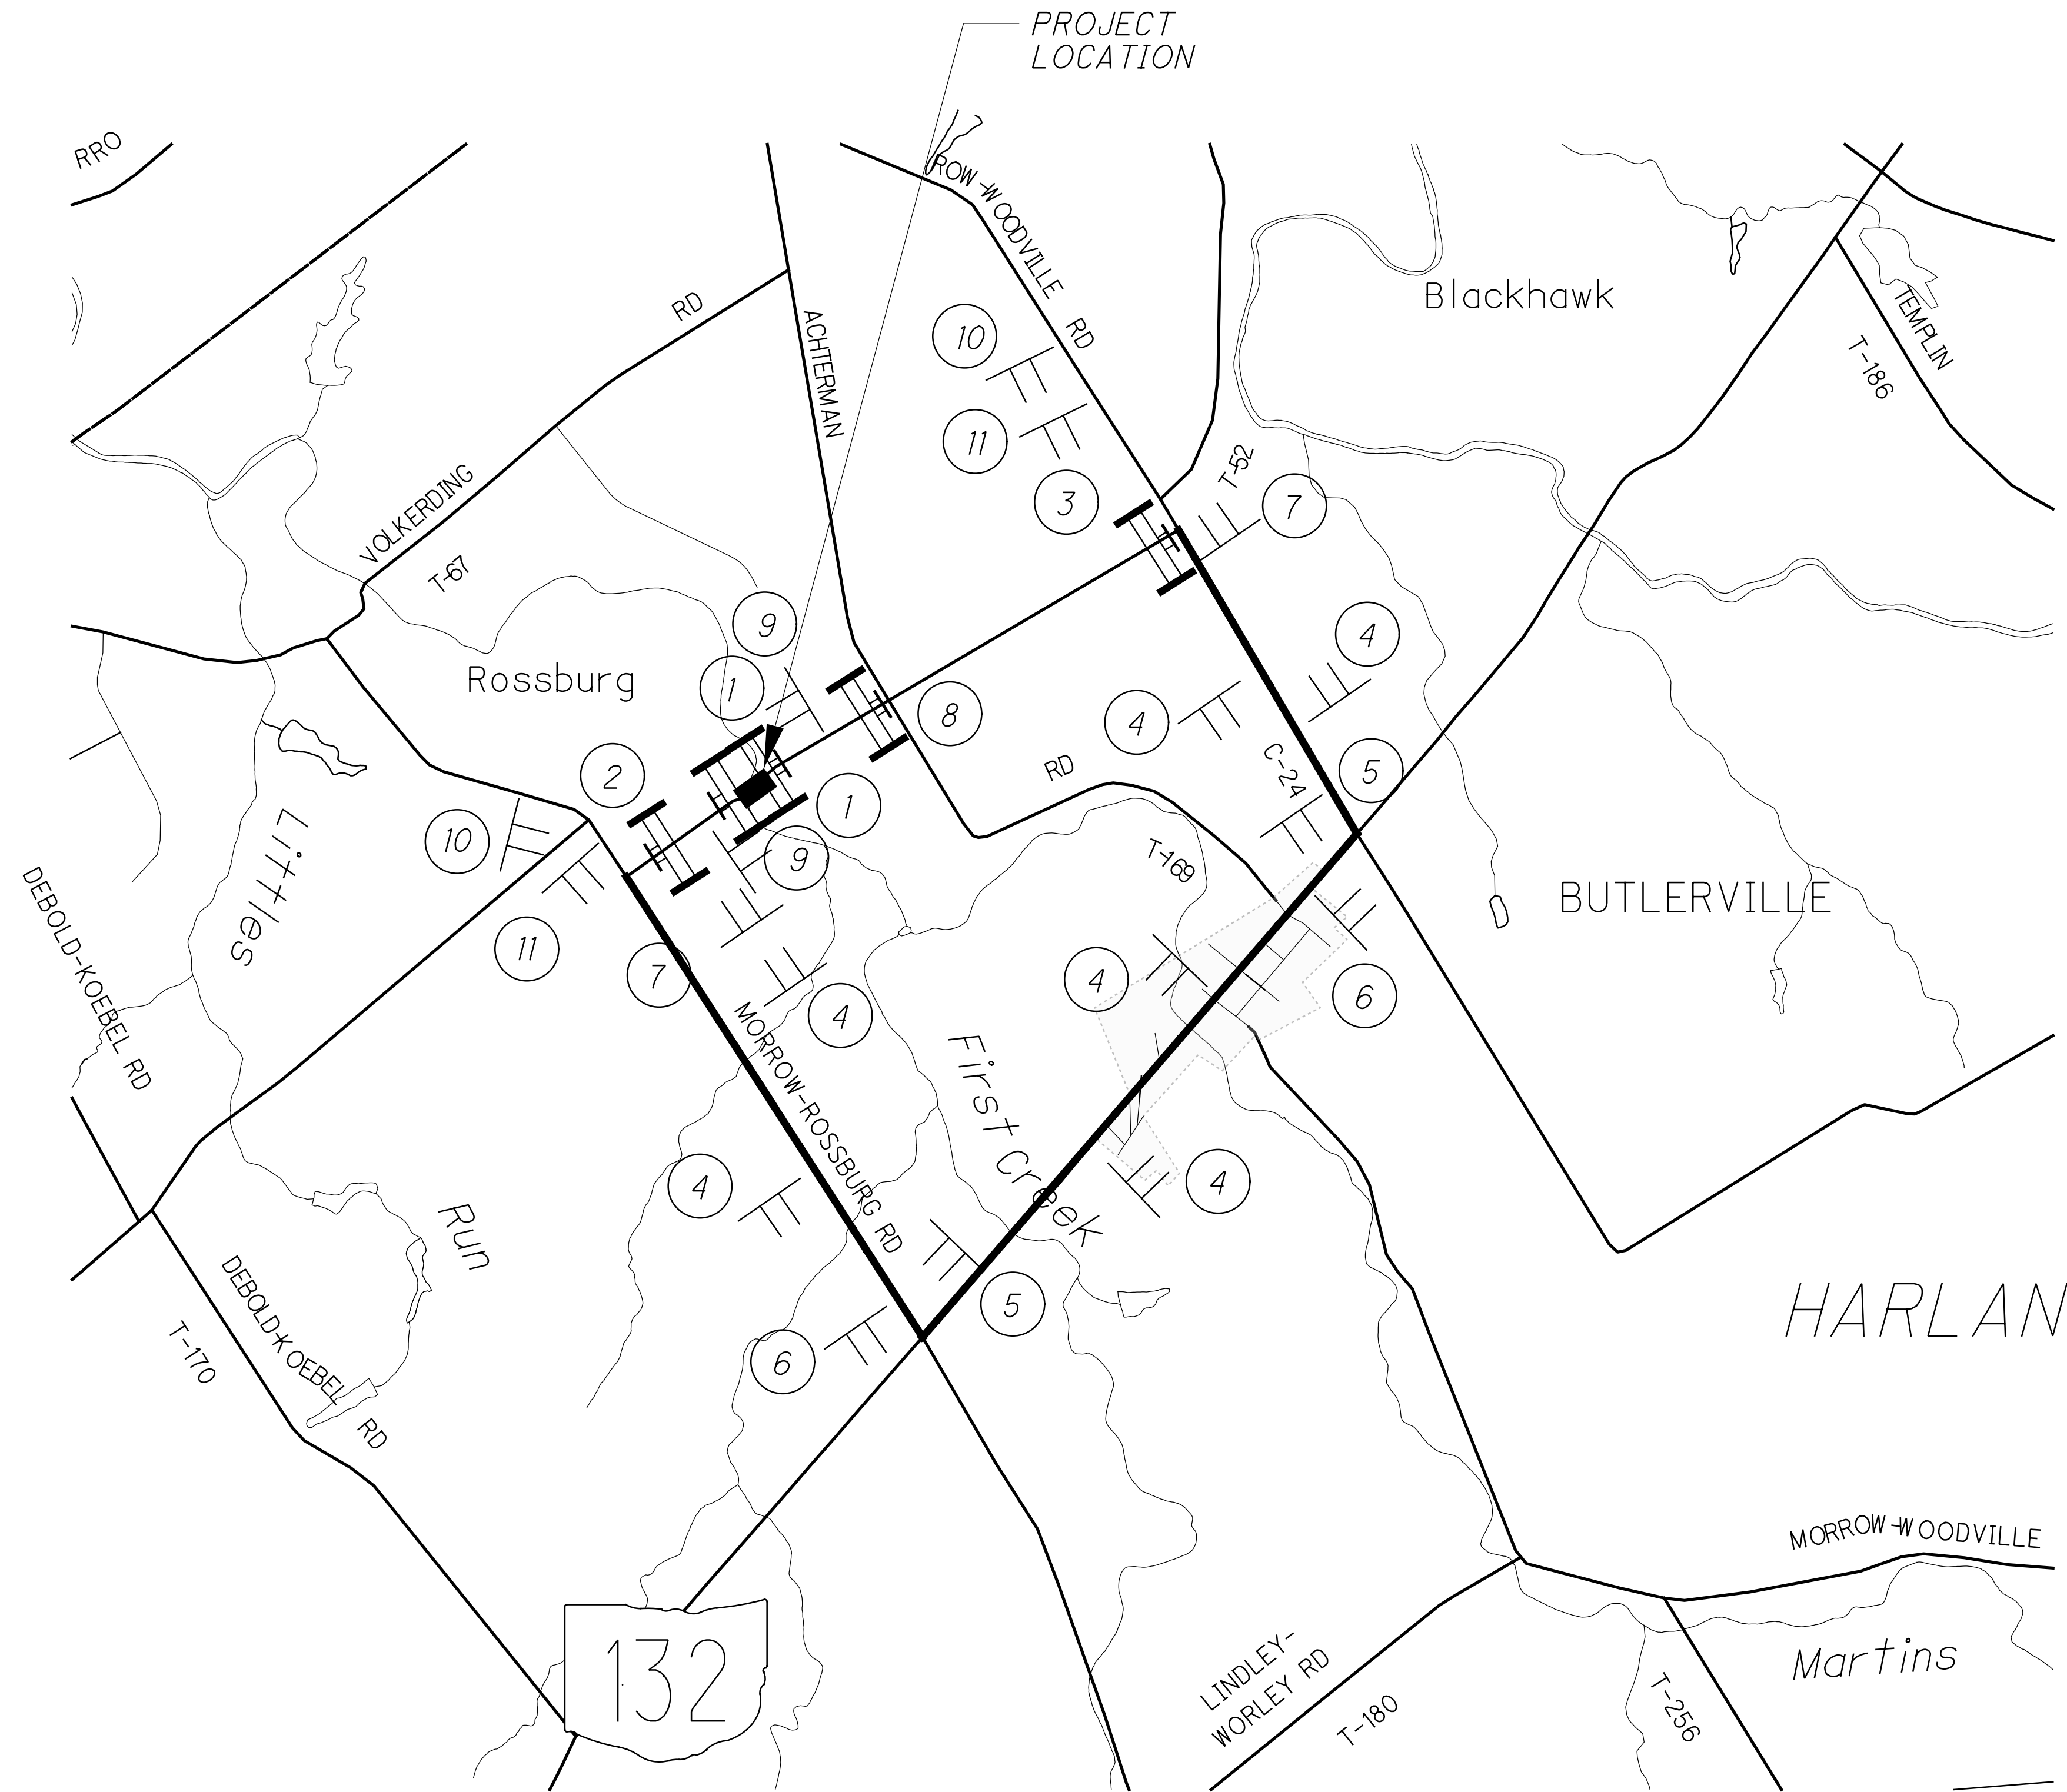 PROJECT
LOCATION
RRO
ROW-WOODVILLE RD
Blackhawk
RD
ACHTERMAN
TEMPLIN
T-186
10
11
3
T-52
7
VOLKERDING
T-67
9
4
Rossburg
1
8
4
2
RD
C-24
5
1
10
9
T-168
Littles
BUTLERVILLE
DEBOLD-KOEBEL RD
11
7
4
6
4
MORROW-ROSSBURG RD
First Creek
4
4
Run
5
DEBOLD-KOEBEL RD
T-170
6
HARLAN
MORROW-WOODVILLE
132
LINDLEY-
WORLEY RD
T-180
Martins
T-256